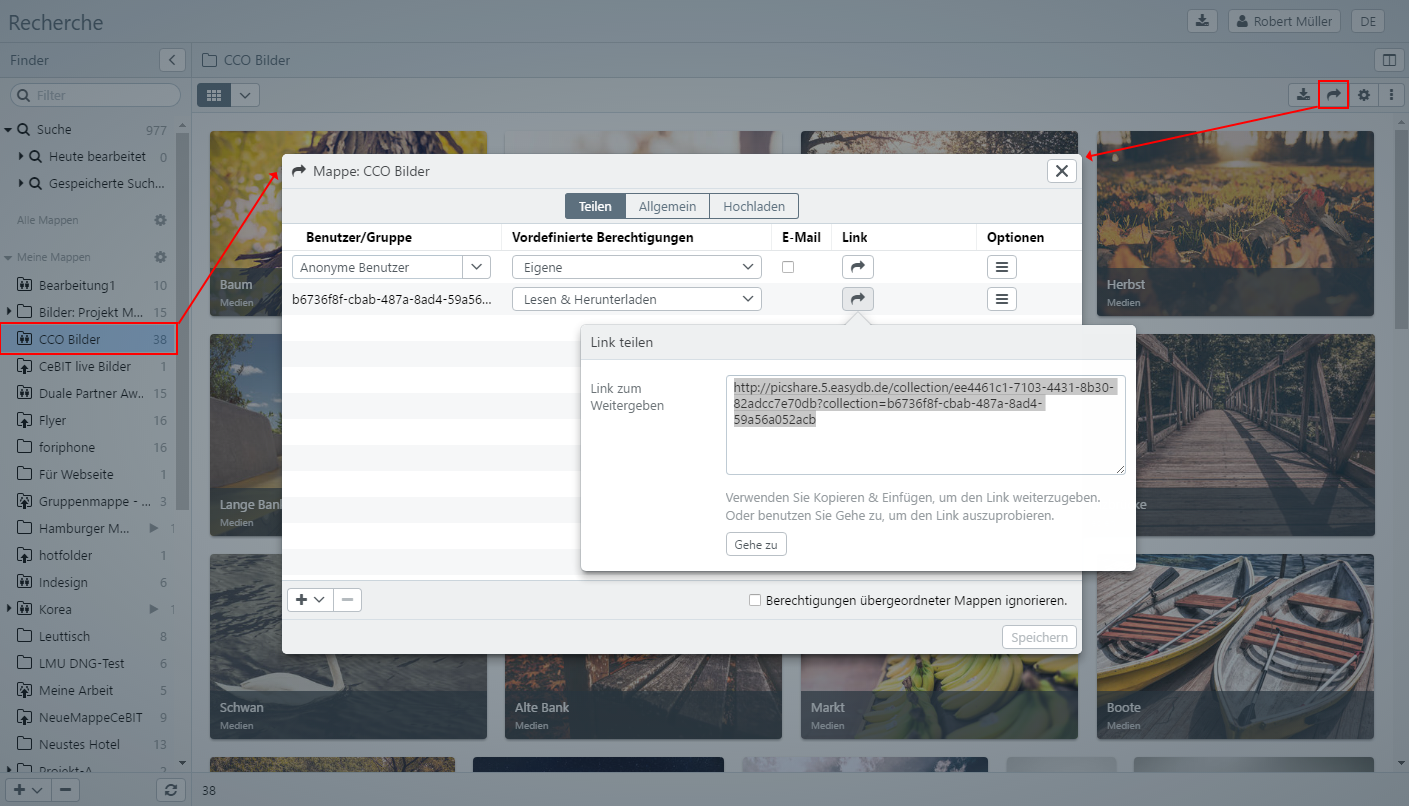 Recherche
Robert Müller
DE
Finder
CCO Bilder
Filter
Suche 977
Heute bearbeitet 0
Gespeicherte Such...
Alle Mappen
Meine Mappen
Bearbeitung1 10
Bilder: Projekt M... 15
CCO Bilder 38
CeBIT live Bilder 1
Duale Partner Aw... 15
Flyer 16
foriphone 16
Für Webseite
Gruppenmappe - ... 3
Hamburger M... 1
hotfolder 1
Indesign 6
Korea 1
Leuttisch 8
LMU DNG-Test 6
Meine Arbeit 5
NeueMappeCeBIT 9
Neustes Hotel 13
Projekt-A 2
Mappe: CCO Bilder
Teilen Allgemein Hochladen
Benutzer/Gruppe Vordefinierte Berechtigungen E-Mail Link Optionen
Anonyme Benutzer Eigene
b6736f8f-cbab-487a-8ad4-59a56... Lesen & Herunterladen
Link teilen
Link zum
Weitergeben
http://picshare.5.easydb.de/collection/ee4461c1-7103-4431-8b30-
82adcc7e70db?collection=b6736f8f-cbab-487a-8ad4-
59a56a052acb
Verwenden Sie Kopieren & Einfügen, um den Link weiterzugeben.
Oder benutzen Sie Gehe zu, um den Link auszuprobieren.
Gehe zu
Berechtigungen übergeordneter Mappen ignorieren.
Speichern
Baum
Medien
Herbst
Medien
Lange Bank
Schwan
Medien
Alte Bank
Medien
Markt
Medien
Boote
Medien
38